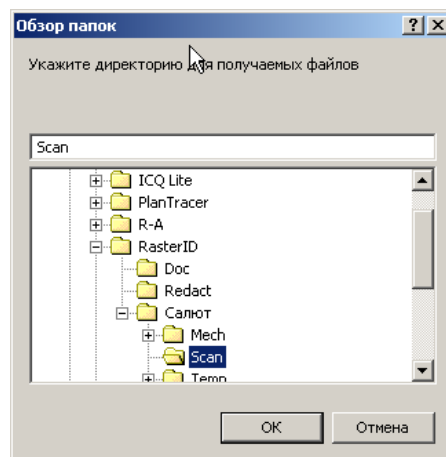 Обзор папок
Укажите директорию для получаемых файлов
Scan
ICQ Lite
PlanTracer
R-A
RasterID
Doc
Redact
Салют
Mech
Scan
Temp
OK
Отмена